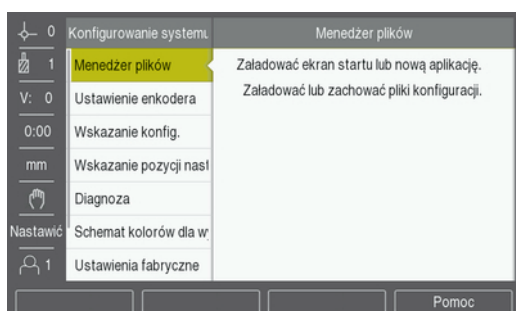 0
Konfigurowanie systemu
Menedżer plików
1
Menedżer plików
Załadować ekran startu lub nową aplikację.
Załadować lub zachować pliki konfiguracji.
V: 0
Ustawienie enkodera
0:00
Wskazanie konfig.
mm
Wskazanie pozycji nast
Diagnoza
Nastawić
Schemat kolorów dla wy
1
Ustawienia fabryczne
Pomoc